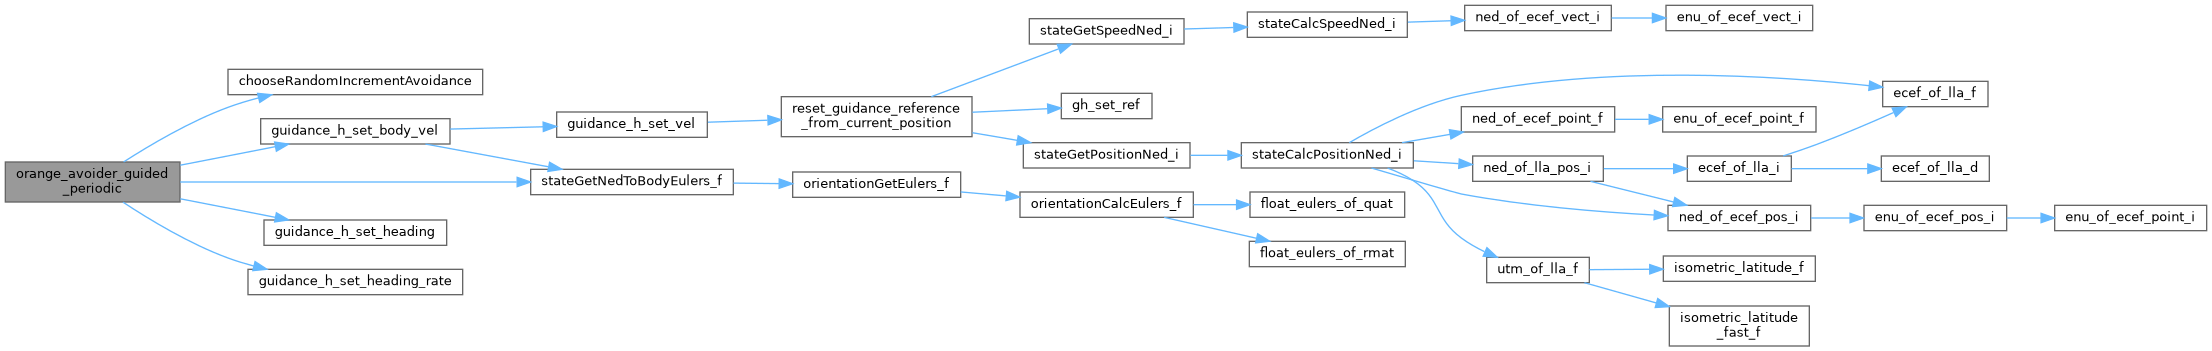 orange_avoider_guided
_periodic
chooseRandomIncrementAvoidance
guidance_h_set_body_vel
guidance_h_set_heading
guidance_h_set_heading_rate
guidance_h_set_vel
stateGetNedToBodyEulers_f
reset_guidance_reference
_from_current_position
orientationGetEulers_f
stateGetSpeedNed_i
gh_set_ref
stateGetPositionNed_i
orientationCalcEulers_f
stateCalcSpeedNed_i
stateCalcPositionNed_i
float_eulers_of_quat
float_eulers_of_rmat
ned_of_ecef_vect_i
ned_of_ecef_point_f
ned_of_lla_pos_i
utm_of_lla_f
enu_of_ecef_vect_i
enu_of_ecef_point_f
ecef_of_lla_i
ned_of_ecef_pos_i
isometric_latitude_f
isometric_latitude
_fast_f
ecef_of_lla_f
ecef_of_lla_d
enu_of_ecef_pos_i
enu_of_ecef_point_i